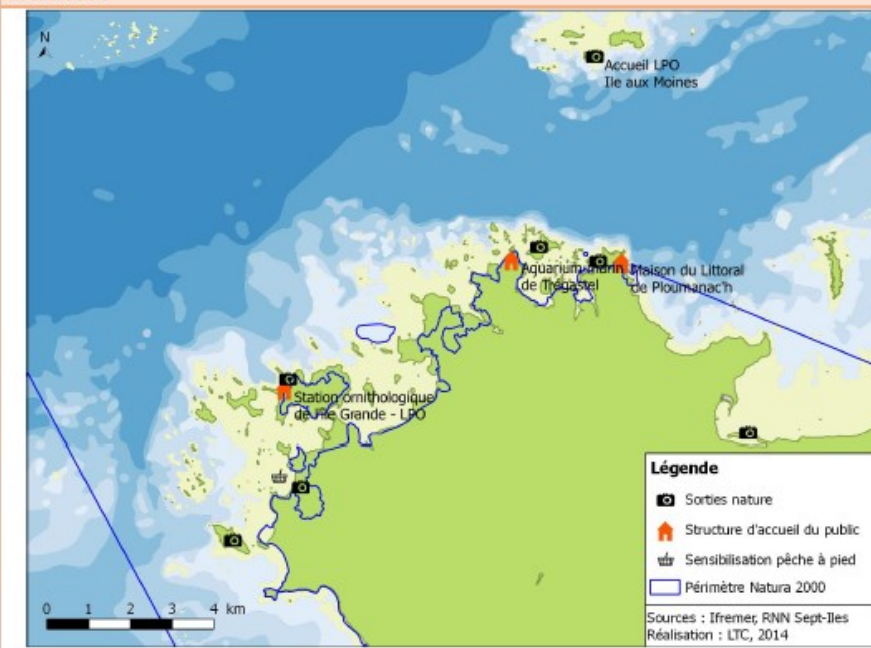 N
Accueil LPO
Ile aux Moines
Aquarium marin
de Trégastel
Maison du Littoral
de Ploumanac'h
Station ornithologique
de l'Ile Grande - LPO
Légende
Sorties nature
Structure d'accueil du public
Sensibilisation pêche à pied
Périmètre Natura 2000
0 1 2 3 4 km
Sources : Ifremer, RNN Sept-Iles
Réalisation : LTC, 2014